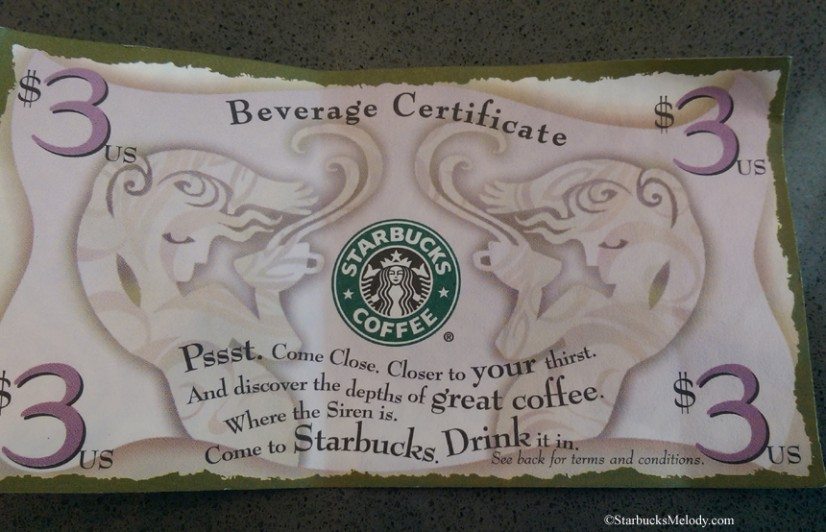 $3 US
Beverage Certificate
$3 US
STARBUCKS
COFFEE
®
Pssst. Come Close. Closer to your thirst.
And discover the depths of great coffee.
Where the Siren is.
Come to Starbucks. Drink it in.
See back for terms and conditions.
$3 US
$3 US
©StarbucksMelody.com